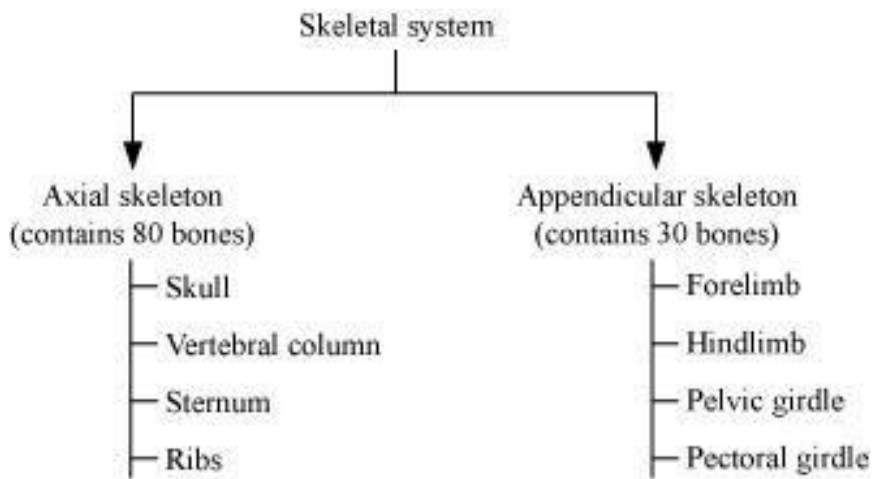 Skeletal system
Axial skeleton
(contains 80 bones)
Skull
Vertebral column
Sternum
Ribs
Appendicular skeleton
(contains 30 bones)
Forelimb
Hindlimb
Pelvic girdle
Pectoral girdle